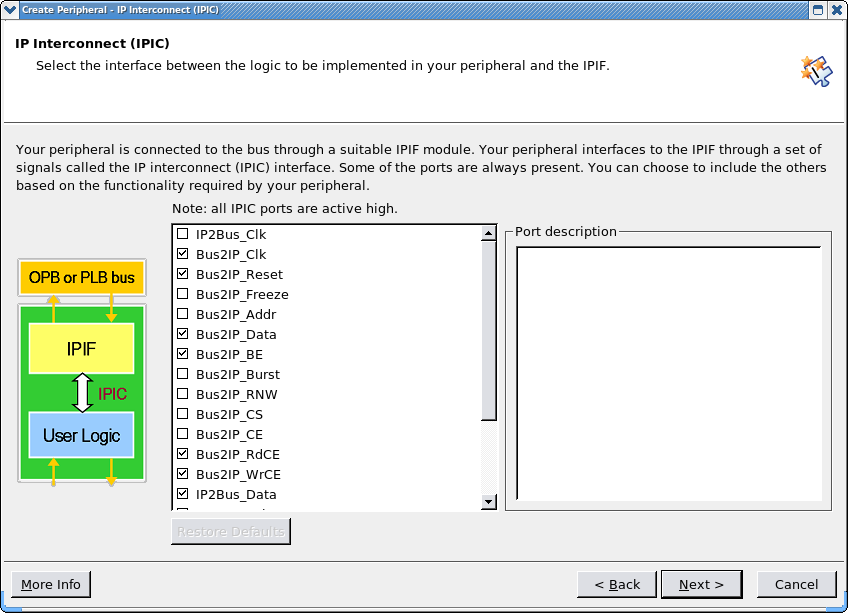 Create Peripheral - IP Interconnect (IPIC)
IP Interconnect (IPIC)
Select the interface between the logic to be implemented in your peripheral and the IPIF.
Your peripheral is connected to the bus through a suitable IPIF module. Your peripheral interfaces to the IPIF through a set of
signals called the IP interconnect (IPIC) interface. Some of the ports are always present. You can choose to include the others
based on the functionality required by your peripheral.
Note: all IPIC ports are active high.
OPB or PLB bus
IPIF
IPIC
User Logic
IP2Bus_Clk
Bus2IP_Clk
Bus2IP_Reset
Bus2IP_Freeze
Bus2IP_Addr
Bus2IP_Data
Bus2IP_BE
Bus2IP_Burst
Bus2IP_RNW
Bus2IP_CS
Bus2IP_CE
Bus2IP_RdCE
Bus2IP_WrCE
IP2Bus_Data
Port description
Restore Defaults
More Info
< Back
Next >
Cancel